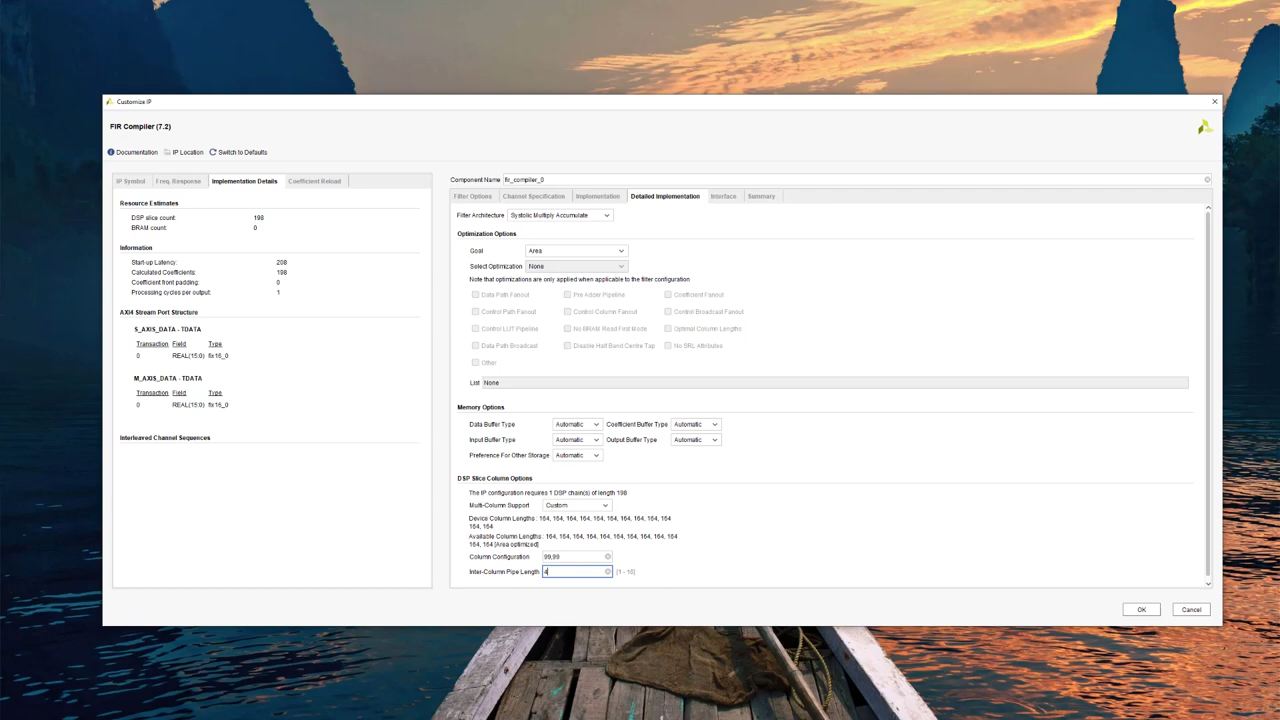 Customize IP
FIR Compiler (7.2)
Documentation IP Location Switch to Defaults
IP Symbol Freq. Response Implementation Details Coefficient Reload
Resource Estimates
DSP slice count: 198
BRAM count: 0
Information
Start-up Latency: 208
Calculated Coefficients: 198
Coefficient front padding: 0
Processing cycles per output: 1
AXI4 Stream Port Structure
S_AXIS_DATA - TDATA
Transaction Field Type
0 REAL(15:0) fix16_0
M_AXIS_DATA - TDATA
Transaction Field Type
0 REAL(15:0) fix16_0
Interleaved Channel Sequences
Component Name fir_compiler_0
Filter Options Channel Specification Implementation Detailed Implementation Interface Summary
Filter Architecture Systolic Multiply Accumulate
Optimization Options
Goal Area
Select Optimization None
Note that optimizations are only applied when applicable to the filter configuration
Data Path Fanout Pre Adder Pipeline Coefficient Fanout
Control Path Fanout Control Column Fanout Control Broadcast Fanout
Control LUT Pipeline No BRAM Read First Mode Optimal Column Lengths
Data Path Broadcast Disable Half Band Centre Tap No SRL Attributes
Other
List None
Memory Options
Data Buffer Type Automatic Coefficient Buffer Type Automatic
Input Buffer Type Automatic Output Buffer Type Automatic
Preference For Other Storage Automatic
DSP Slice Column Options
The IP configuration requires 1 DSP chain(s) of length 198
Multi-Column Support Custom
Device Column Lengths : 164, 164, 164, 164, 164, 164, 164, 164, 164, 164
164, 164
Available Column Lengths : 164, 164, 164, 164, 164, 164, 164, 164, 164, 164
164, 164 [Area optimized]
Column Configuration 99,99
Inter-Column Pipe Length 4 [1 - 16]
OK Cancel